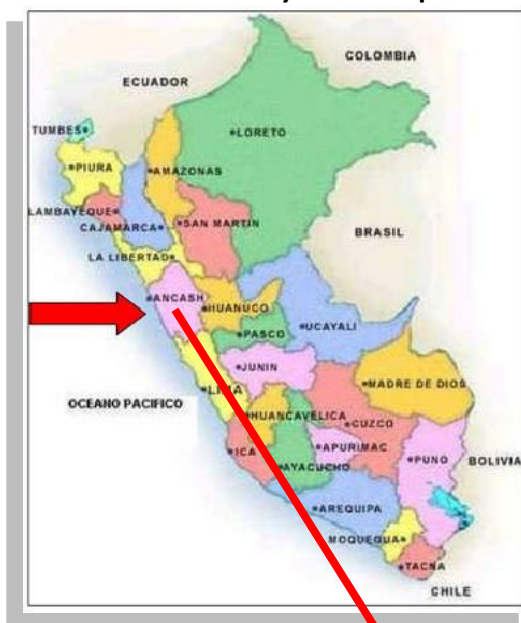 COLOMBIA
ECUADOR
TUMBES
LORETO
PIURA
AMAZONAS
LAMBAYEQUE
SAN MARTIN
CAJAMARCA
BRASIL
LA LIBERTAD
ANCASH
HUANUCO
UCAYALI
PASCO
JUNIN
LIMA
MADRE DE DIOS
OCEANO PACIFICO
HUANCAVELICA
CUZCO
ICA
APURIMAC
PUNO
BOLIVIA
AYACUCHO
AREQUIPA
MOQUEGUA
TACNA
CHILE